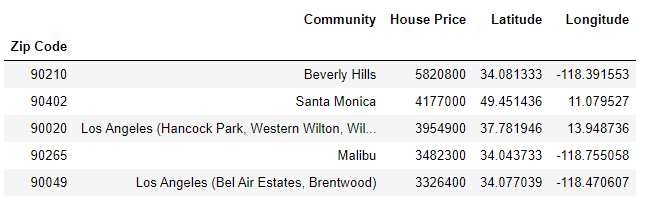 Community House Price Latitude Longitude
Zip Code
90210 Beverly Hills 5820800 34.081333 -118.391553
90402 Santa Monica 4177000 49.451436 11.079527
90020 Los Angeles (Hancock Park, Western Wilton, Wil... 3954900 37.781946 13.948736
90265 Malibu 3482300 34.043733 -118.755058
90049 Los Angeles (Bel Air Estates, Brentwood) 3326400 34.077039 -118.470607